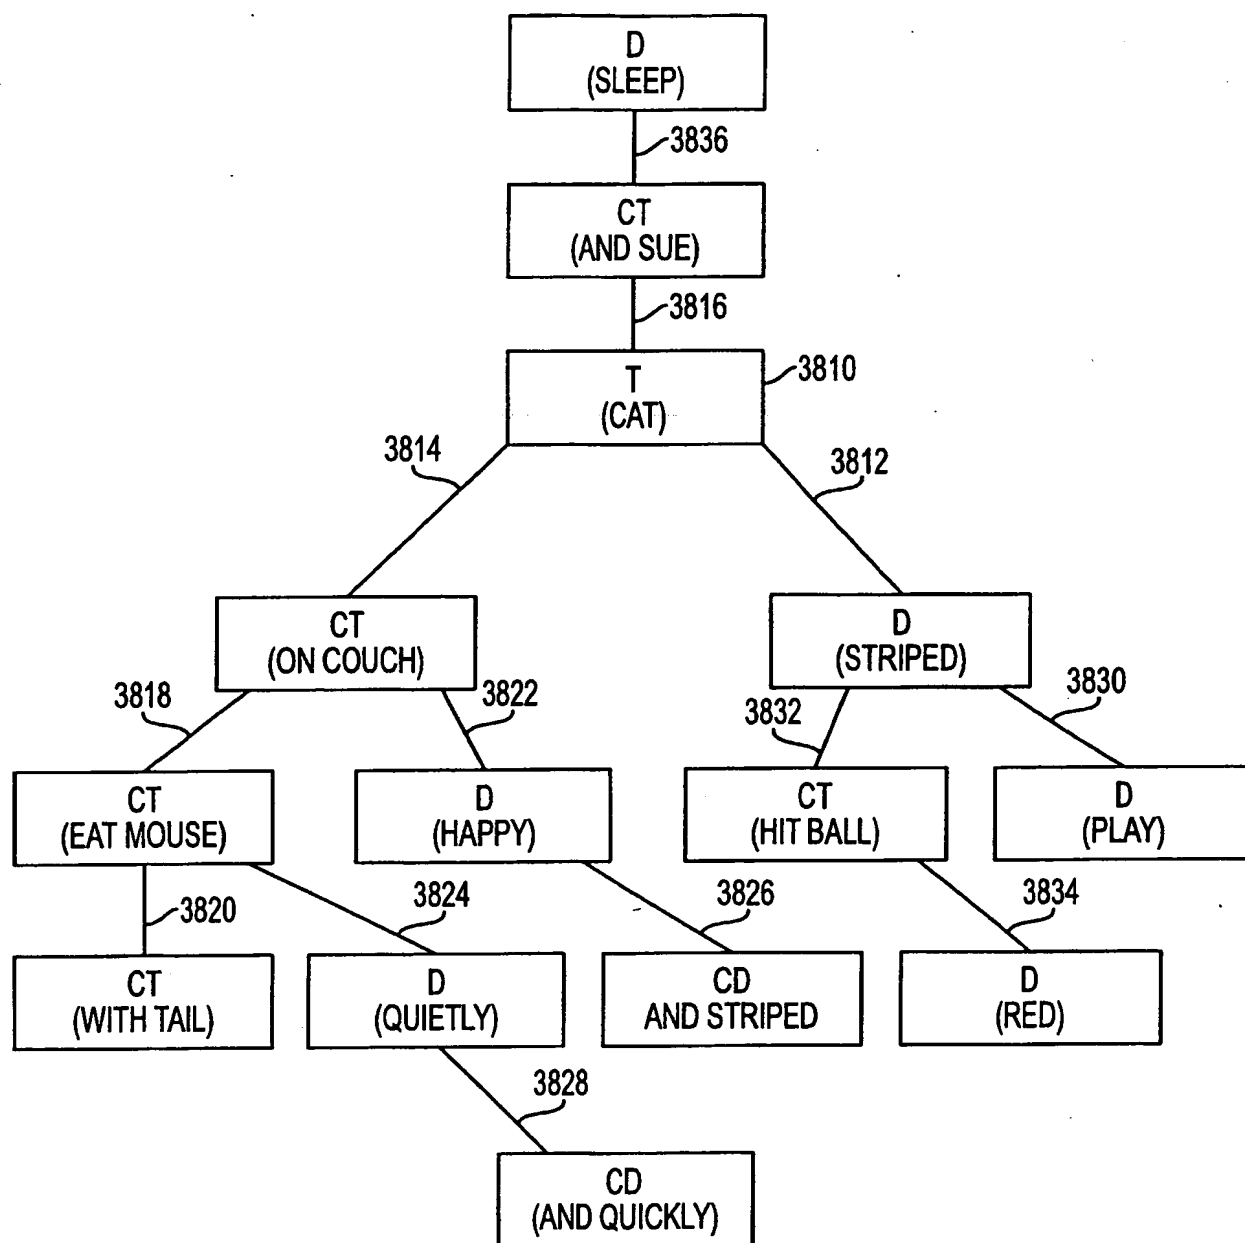 D
(SLEEP)
3836
CT
(AND SUE)
3816
T
(CAT)
3810
3814
3812
CT
(ON COUCH)
D
(STRIPED)
3818
3822
3832
3830
CT
(EAT MOUSE)
D
(HAPPY)
CT
(HIT BALL)
D
(PLAY)
3820
3824
3826
3834
CT
(WITH TAIL)
D
(QUIETLY)
CD
AND STRIPED
D
(RED)
3828
CD
(AND QUICKLY)